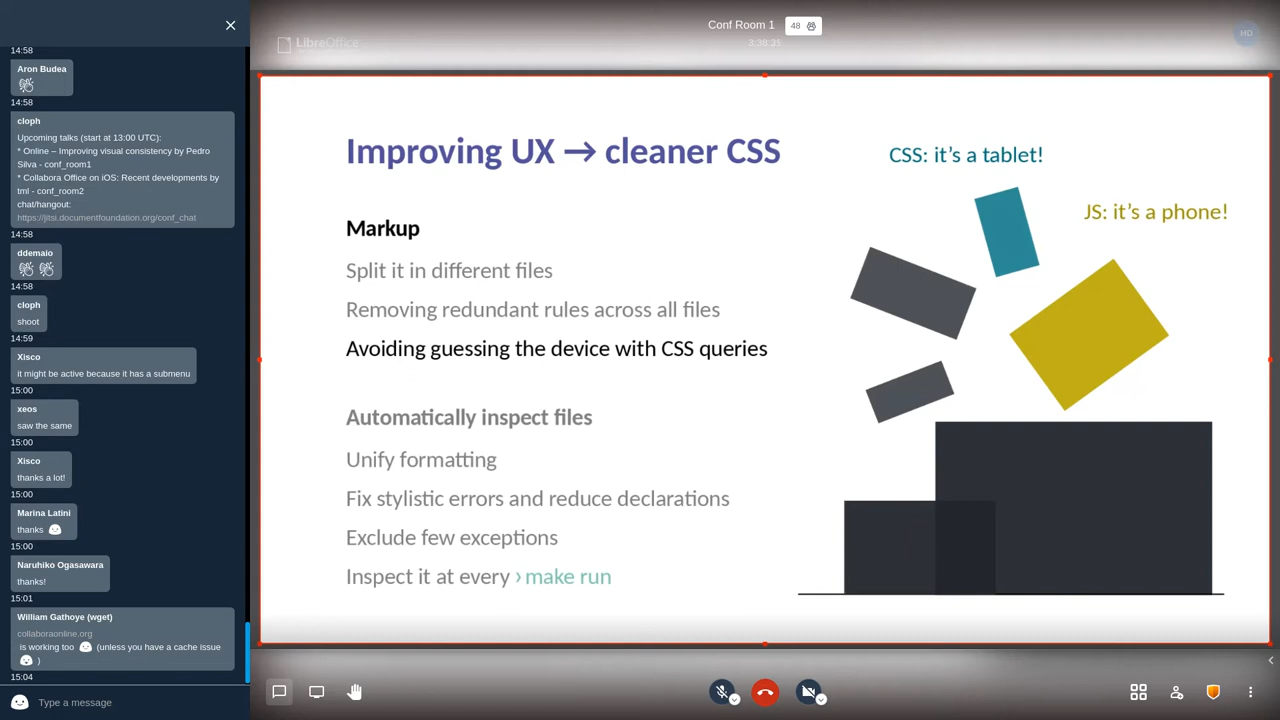 14:58
Aron Budea
14:58
cloph
Upcoming talks (start at 13:00 UTC):
* Online – Improving visual consistency by Pedro
Silva - conf_room1
* Collabora Office on iOS: Recent developments by
tml - conf_room2
chat/hangout:
https://jitsi.documentfoundation.org/conf_chat
14:58
ddemaio
14:58
cloph
shoot
14:59
Xisco
it might be active because it has a submenu
15:00
xeos
saw the same
15:00
Xisco
thanks a lot!
15:00
Marina Latini
thanks
15:00
Naruhiko Ogasawara
thanks!
15:01
William Gathoye (wget)
collaboraonline.org
is working too (unless you have a cache issue
)
15:04
Type a message
Conf Room 1
48
3:38:31
HD
LibreOffice
Improving UX → cleaner CSS
Markup
Split it in different files
Removing redundant rules across all files
Avoiding guessing the device with CSS queries
Automatically inspect files
Unify formatting
Fix stylistic errors and reduce declarations
Exclude few exceptions
Inspect it at every › make run
CSS: it's a tablet!
JS: it's a phone!